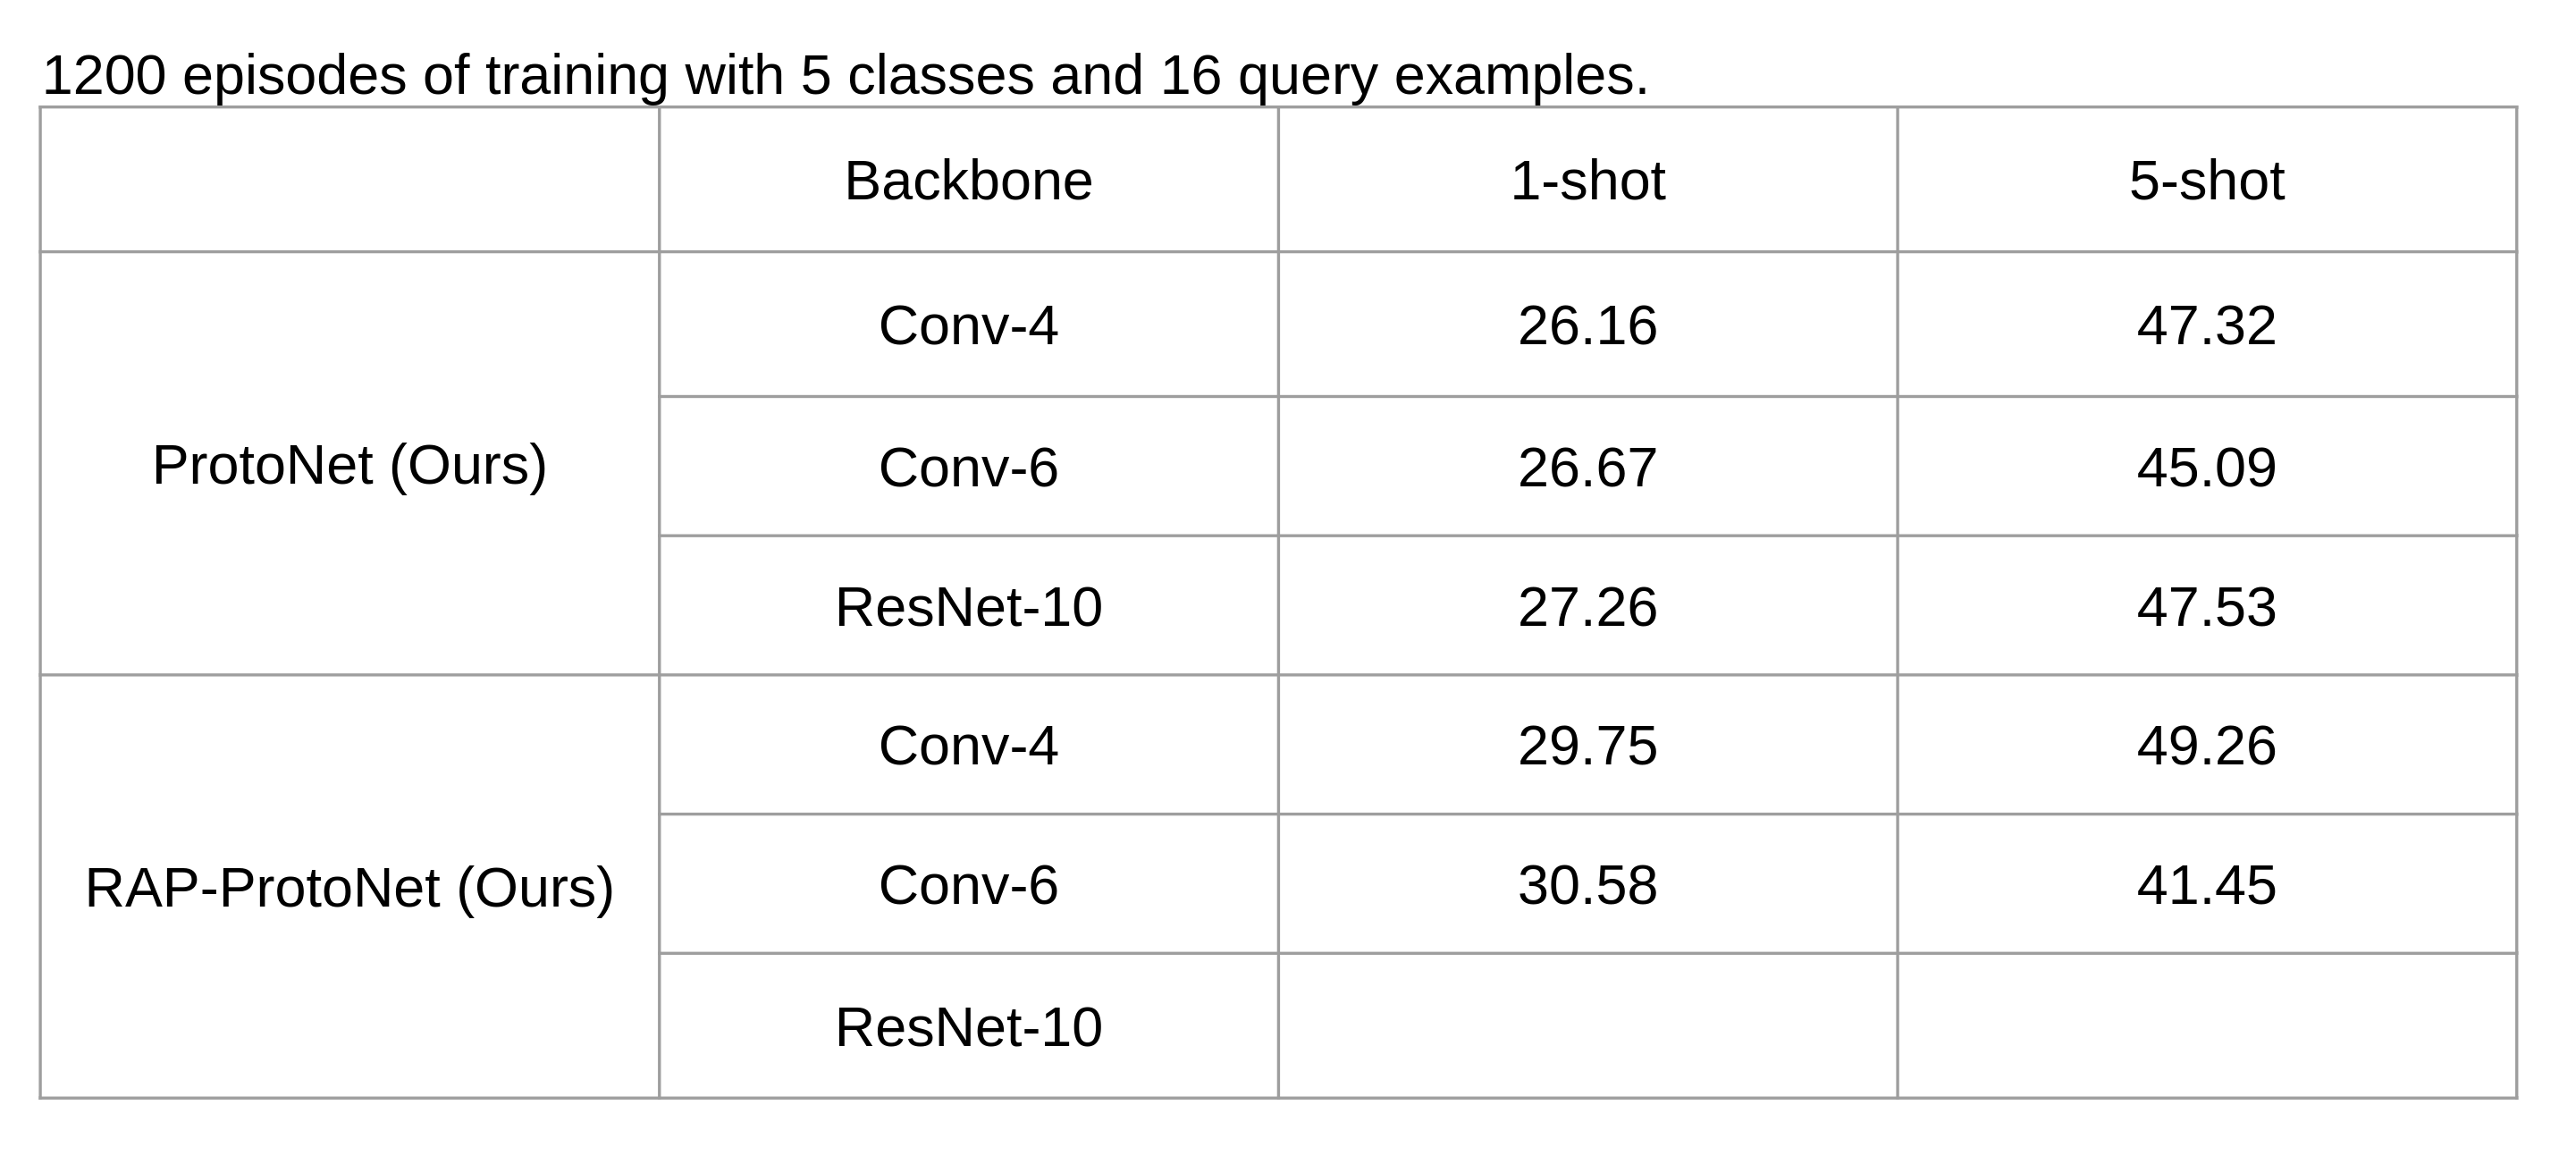 1200 episodes of training with 5 classes and 16 query examples.
Backbone 1-shot 5-shot
ProtoNet (Ours)
Conv-4 26.16 47.32
Conv-6 26.67 45.09
ResNet-10 27.26 47.53
RAP-ProtoNet (Ours)
Conv-4 29.75 49.26
Conv-6 30.58 41.45
ResNet-10